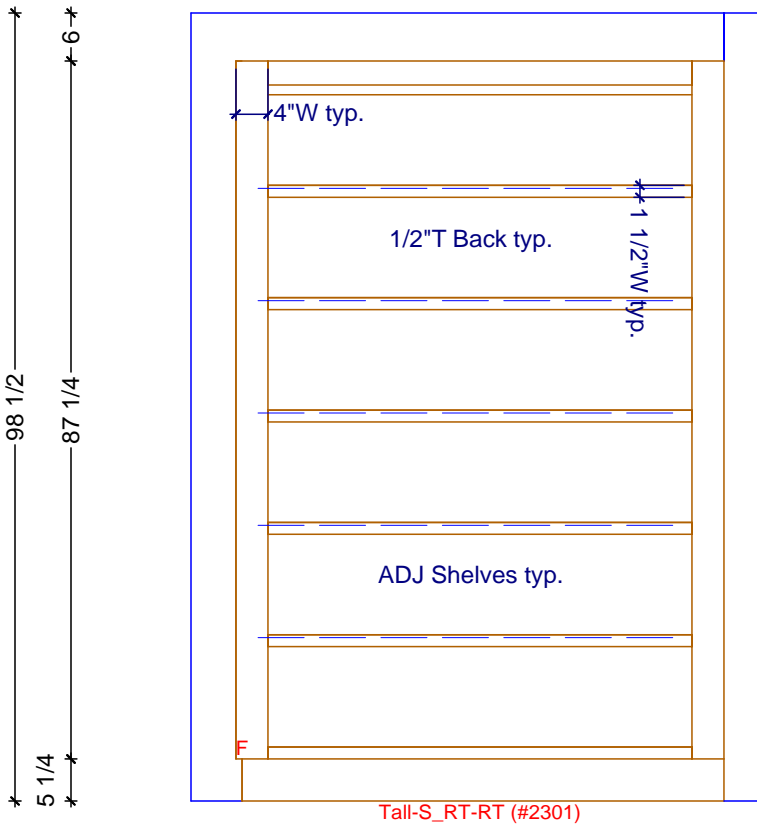 6
4"W typ.
1/2"T Back typ.
1 1/2"W typ.
98 1/2
87 1/4
ADJ Shelves typ.
F
5 1/4
Tall-S_RT-RT (#2301)